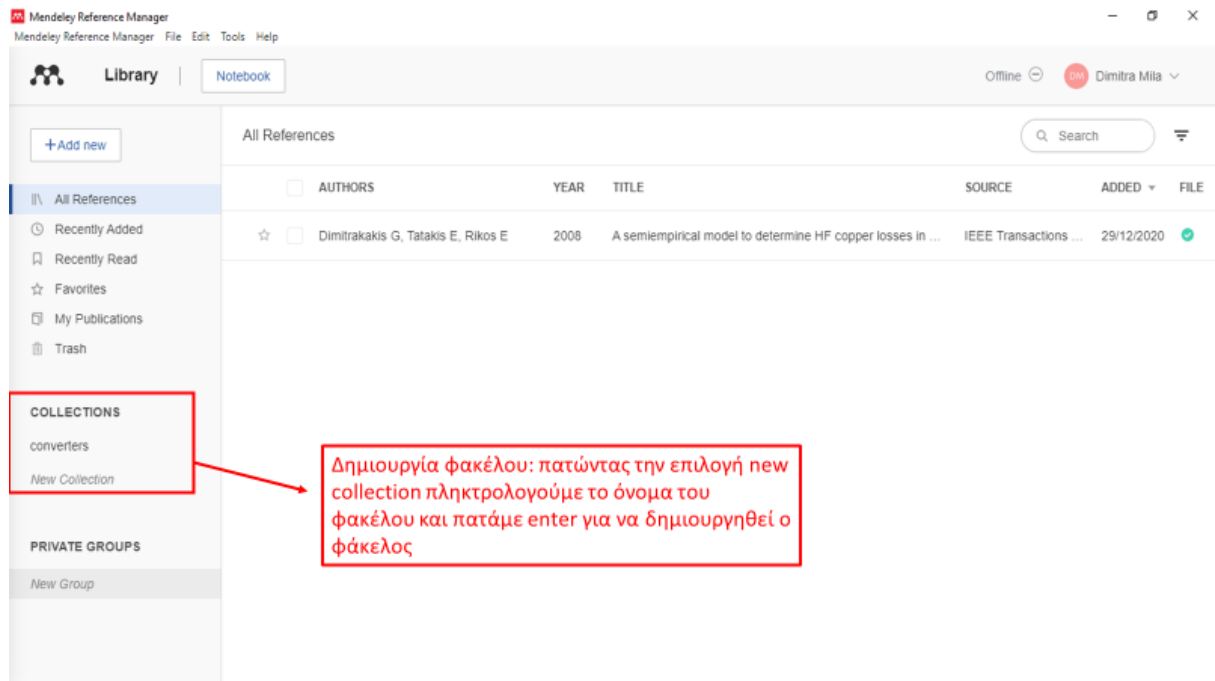 Mendeley Reference Manager
Mendeley Reference Manager File Edit Tools Help
Library Notebook Offline DM Dimitra Mila
+Add new
All References Search
AUTHORS YEAR TITLE SOURCE ADDED FILE
All References
Recently Added
Dimitrakakis G, Tatakis E, Rikos E 2008 A semiempirical model to determine HF copper losses in ... IEEE Transactions ... 29/12/2020
Recently Read
Favorites
My Publications
Trash
COLLECTIONS
converters
New Collection
Δημιουργία φακέλου: πατώντας την επιλογή new
collection πληκτρολογούμε το όνομα του
φακέλου και πατάμε enter για να δημιουργηθεί ο
φάκελος
PRIVATE GROUPS
New Group